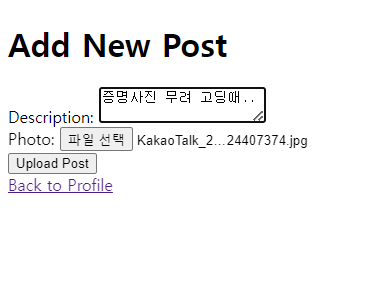 Add New Post
Description: 증명사진 무려 고딩때..
Photo: 파일 선택 KakaoTalk_2...24407374.jpg
Upload Post
Back to Profile